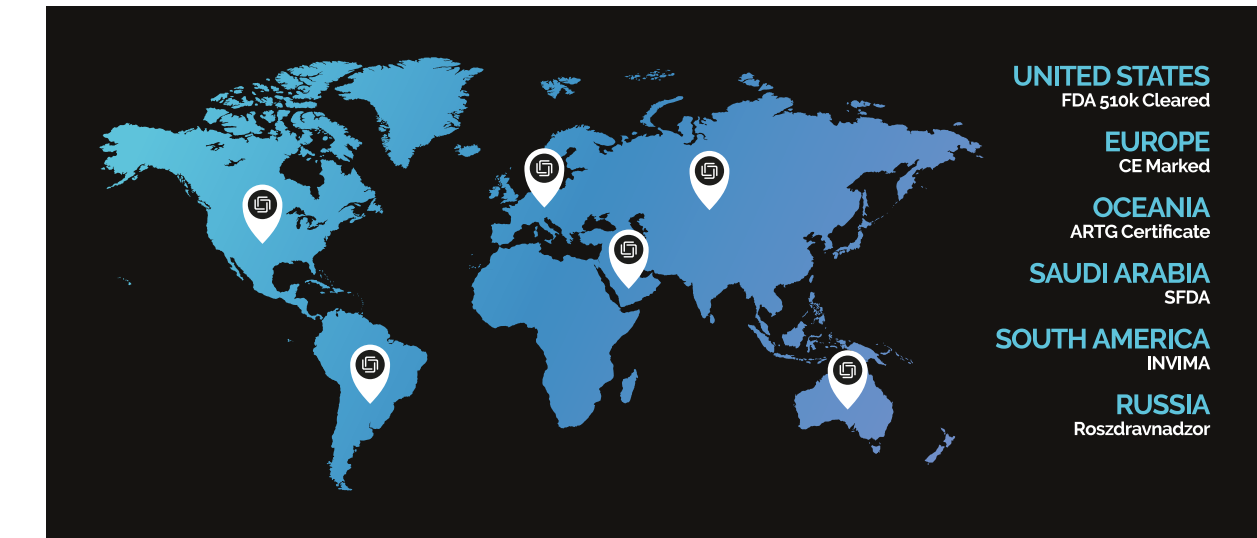 UNITED STATES
FDA 510k Cleared
EUROPE
CE Marked
OCEANIA
ARTG Certificate
SAUDI ARABIA
SFDA
SOUTH AMERICA
INVIMA
RUSSIA
Roszdravnadzor